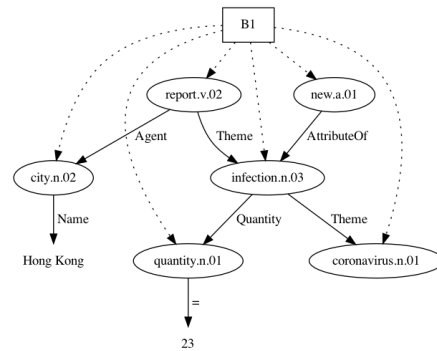 B1
report.v.02
new.a.01
Agent
Theme
AttributeOf
city.n.02
infection.n.03
Name
Quantity
Theme
Hong Kong
quantity.n.01
coronavirus.n.01
=
23